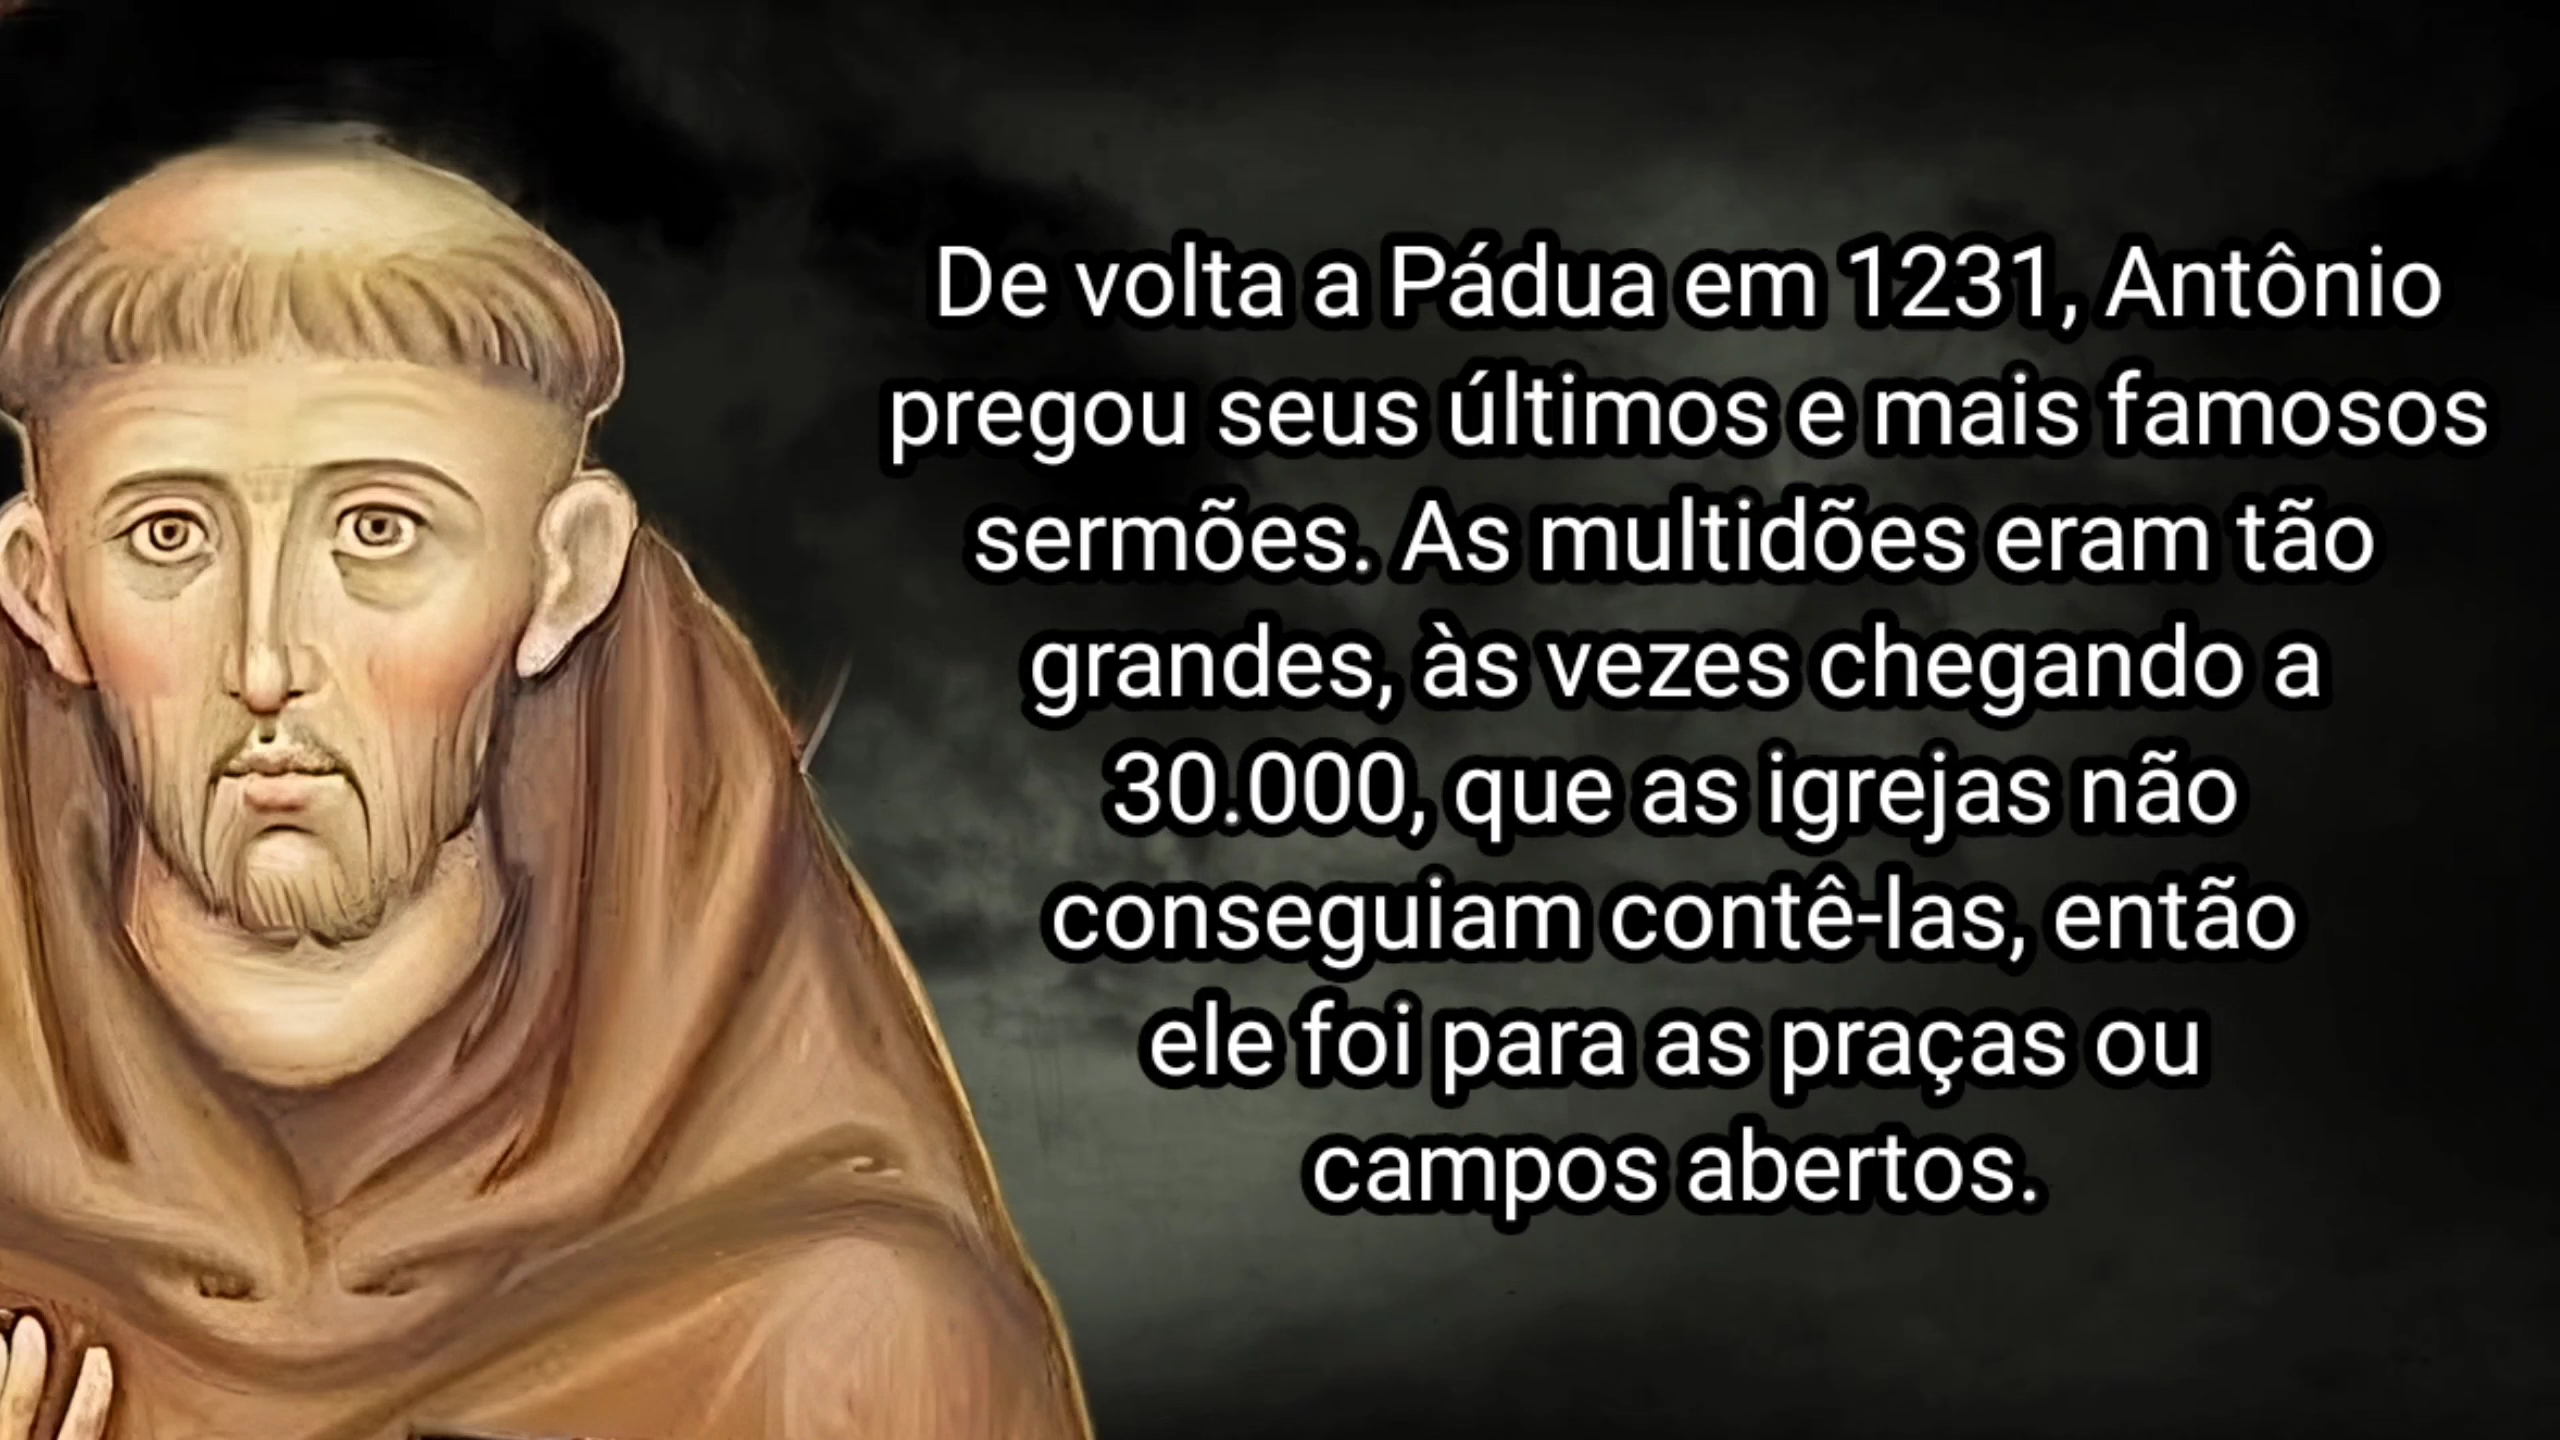 De volta a Pádua em 1231, Antônio
pregou seus últimos e mais famosos
sermões. As multidões eram tão
grandes, às vezes chegando a
30.000, que as igrejas não
conseguiam contê-las, então
ele foi para as praças ou
campos abertos.